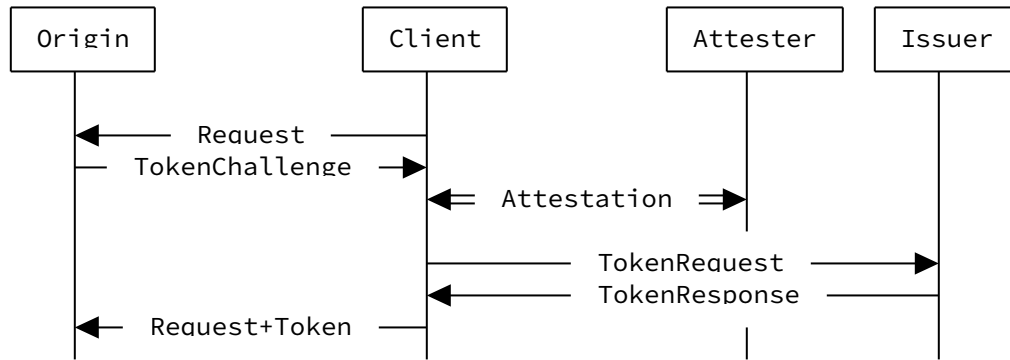 Origin Client Attester Issuer
Request
TokenChallenge
Attestation
TokenRequest
TokenResponse
Request+Token